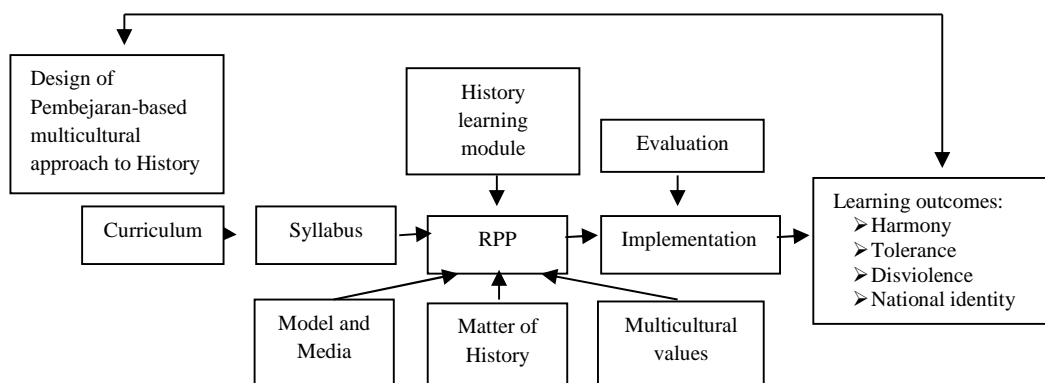 Design of
Pembejaran-based
multicultural
approach to History
History
learning
module
Evaluation
Curriculum
Syllabus
RPP
Implementation
Learning outcomes:
➢Harmony
➢Tolerance
➢Disviolence
➢National identity
Model and
Media
Matter of
History
Multicultural
values